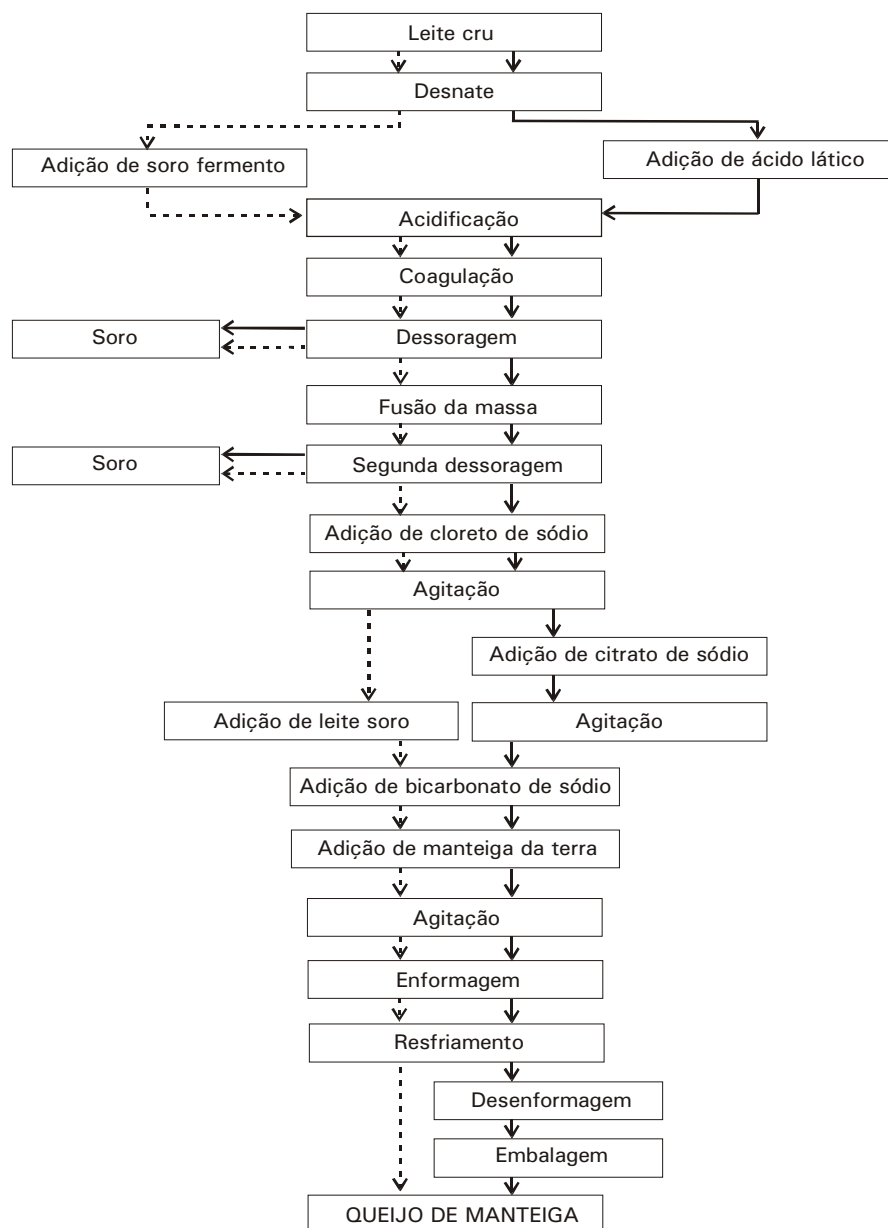 Leite cru
Desnate
Adição de soro fermento
Adição de ácido lático
Acidificação
Coagulação
Soro
Dessoragem
Fusão da massa
Soro
Segunda dessoragem
Adição de cloreto de sódio
Agitação
Adição de citrato de sódio
Adição de leite soro
Agitação
Adição de bicarbonato de sódio
Adição de manteiga da terra
Agitação
Enformagem
Resfriamento
Desenformagem
Embalagem
QUEIJO DE MANTEIGA